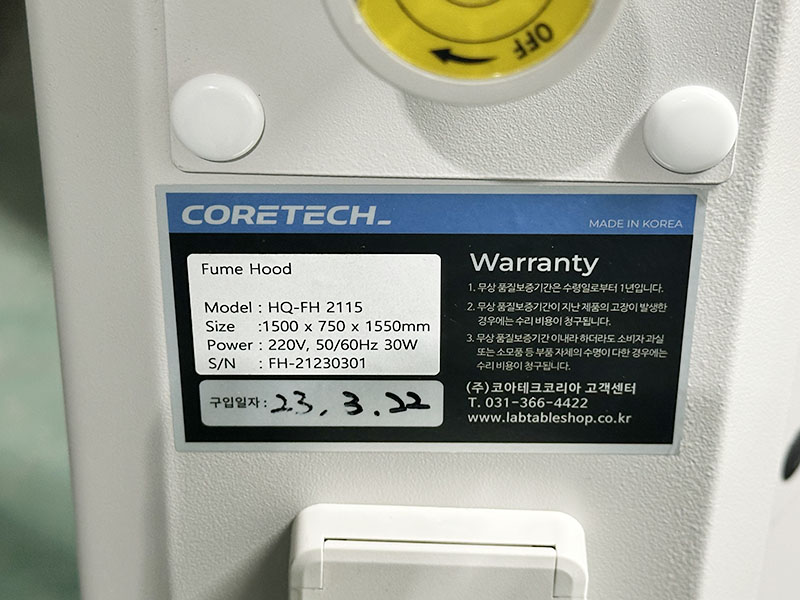 OFF
CORETECH_
MADE IN KOREA
Fume Hood
Model : HQ-FH 2115
Size :1500 x 750 x 1550mm
Power : 220V, 50/60Hz 30W
S/N : FH-21230301
구입일자 : 23. 3. 22
Warranty
1. 무상 품질보증기간은 수령일로부터 1년입니다.
2. 무상 품질보증기간이 지난 제품의 고장이 발생한
경우에는 수리 비용이 청구됩니다.
3. 무상 품질보증기간 이내라 하더라도 소비자 과실
또는 소모품 등 부품 자체의 수명이 다한 경우에는
수리 비용이 청구됩니다.
(주)코아테크코리아 고객센터
T. 031-366-4422
www.labtableshop.co.kr